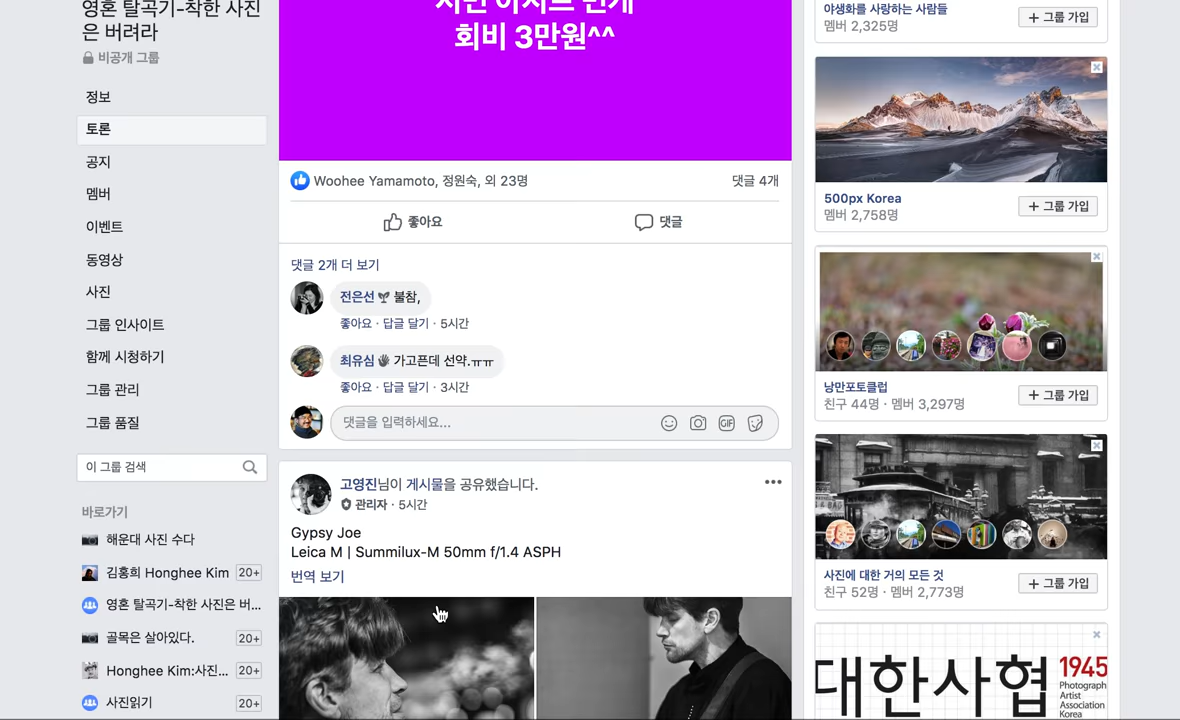 영혼 탈곡기-착한 사진
은 버려라
비공개 그룹
정보
토론
공지
멤버
이벤트
동영상
사진
그룹 인사이트
함께 시청하기
그룹 관리
그룹 품질
이 그룹 검색
바로가기
해운대 사진 수다
김홍희 Honghee Kim 20+
영혼 탈곡기-착한 사진은 버...
골목은 살아있다. 20+
Honghee Kim:사진... 20+
사진읽기 20+
회비 3만원^^
Woohee Yamamoto, 정원숙, 외 23명 댓글 4개
좋아요 댓글
댓글 2개 더 보기
전은선 불참,
좋아요 · 답글 달기 · 5시간
최유심 가고픈데 선약.ㅠㅠ
좋아요 · 답글 달기 · 3시간
댓글을 입력하세요... GIF
고영진님이 게시물을 공유했습니다.
관리자 · 5시간
Gypsy Joe
Leica M | Summilux-M 50mm f/1.4 ASPH
번역 보기
야생화를 사랑하는 사람들
멤버 2,325명
+ 그룹 가입
500px Korea
멤버 2,758명
+ 그룹 가입
낭만포토클럽
친구 44명 · 멤버 3,297명
+ 그룹 가입
사진에 대한 거의 모든 것
친구 52명 · 멤버 2,773명
+ 그룹 가입
대한사협 1945
Photograph
Artist
Association
Korea